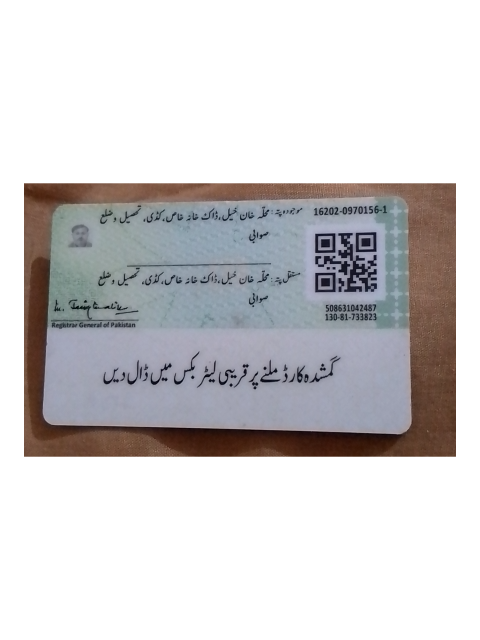 موجودہ پتہ: محلہ خان خیل، ڈاک خانہ خاص، کڈی، تحصیل و ضلع
صوابی
16202-0970156-1
مستقل پتہ: محلہ خان خیل، ڈاک خانہ خاص، کڈی، تحصیل و ضلع
صوابی
508631042487
130-81-733823
Registrar General of Pakistan
گمشدہ کارڈ ملنے پر قریبی لیٹر بکس میں ڈال دیں